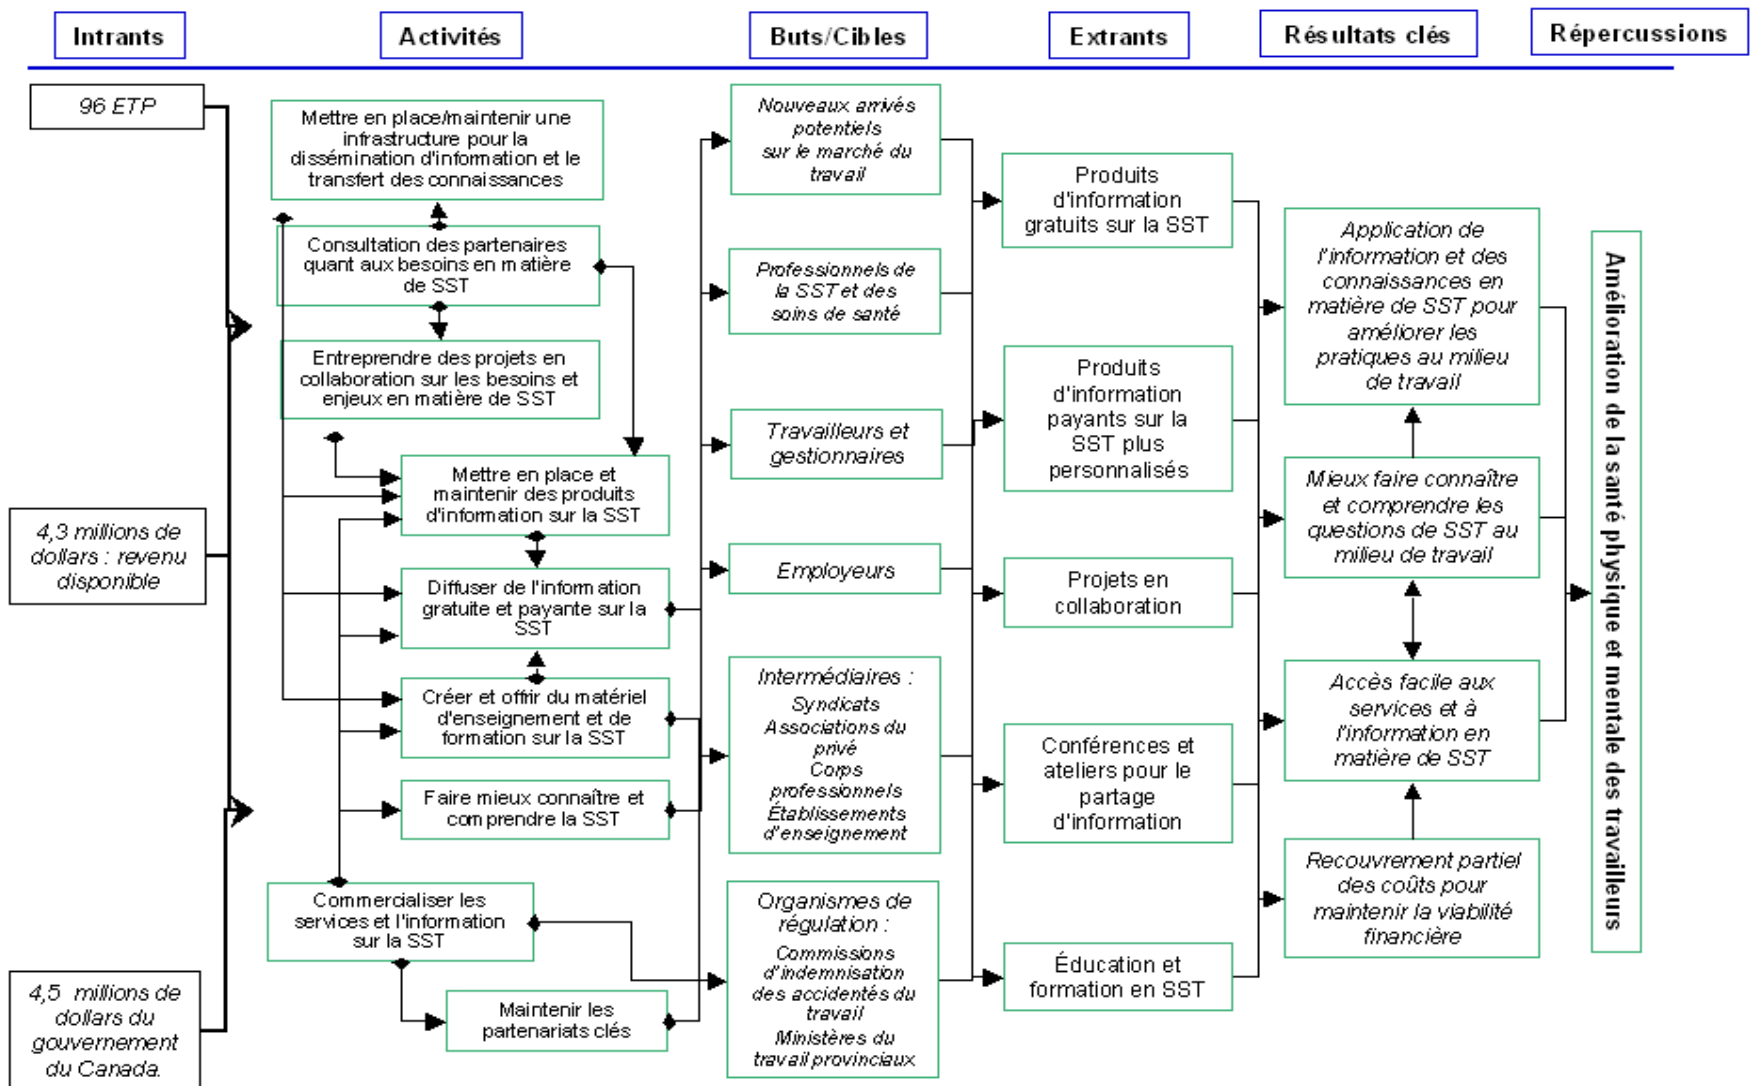 Intrants
Activités
Buts/Cibles
Extrants
Résultats clés
Répercussions
96 ETP
4,3 millions de
dollars : revenu
disponible
4,5 millions de
dollars du
gouvernement
du Canada.
Mettre en place/maintenir une
infrastructure pour la
dissémination d'information et le
transfert des connaissances
Consultation des partenaires
quant aux besoins en matière
de SST
Entreprendre des projets en
collaboration sur les besoins et
enjeux en matière de SST
Mettre en place et
maintenir des produits
d'information sur la SST
Diffuser de l'information
gratuite et payante sur la
SST
Créer et offrir du matériel
d'enseignement et de
formation sur la SST
Faire mieux connaître et
comprendre la SST
Commercialiser les
services et l'information
sur la SST
Maintenir les
partenariats clés
Nouveaux arrivés
potentiels
sur le marché du
travail
Professionnels de
la SST et des
soins de santé
Travailleurs et
gestionnaires
Employeurs
Intermédiaires :
Syndicats
Associations du
privé
Corps
professionnels
Établissements
d'enseignement
Organismes de
régulation :
Commissions
d'indemnisation
des accidentés du
travail
Ministères du
travail provinciaux
Produits
d'information
gratuits sur la SST
Produits
d'information
payants sur la
SST plus
personnalisés
Projets en
collaboration
Conférences et
ateliers pour le
partage
d'information
Éducation et
formation en SST
Application de
l'information et des
connaissances en
matière de SST pour
améliorer les
pratiques au milieu
de travail
Mieux faire connaître
et comprendre les
questions de SST au
milieu de travail
Accès facile aux
services et à
l'information en
matière de SST
Recouvrement partiel
des coûts pour
maintenir la viabilité
financière
Amélioration de la santé physique et mentale des travailleurs